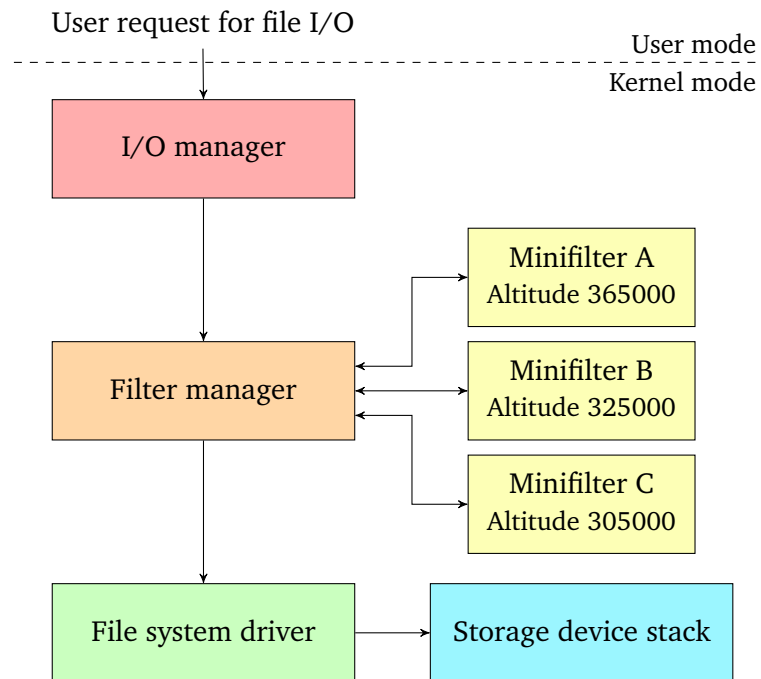 User request for file I/O
User mode
Kernel mode
I/O manager
Minifilter A
Altitude 365000
Filter manager
Minifilter B
Altitude 325000
Minifilter C
Altitude 305000
File system driver
Storage device stack